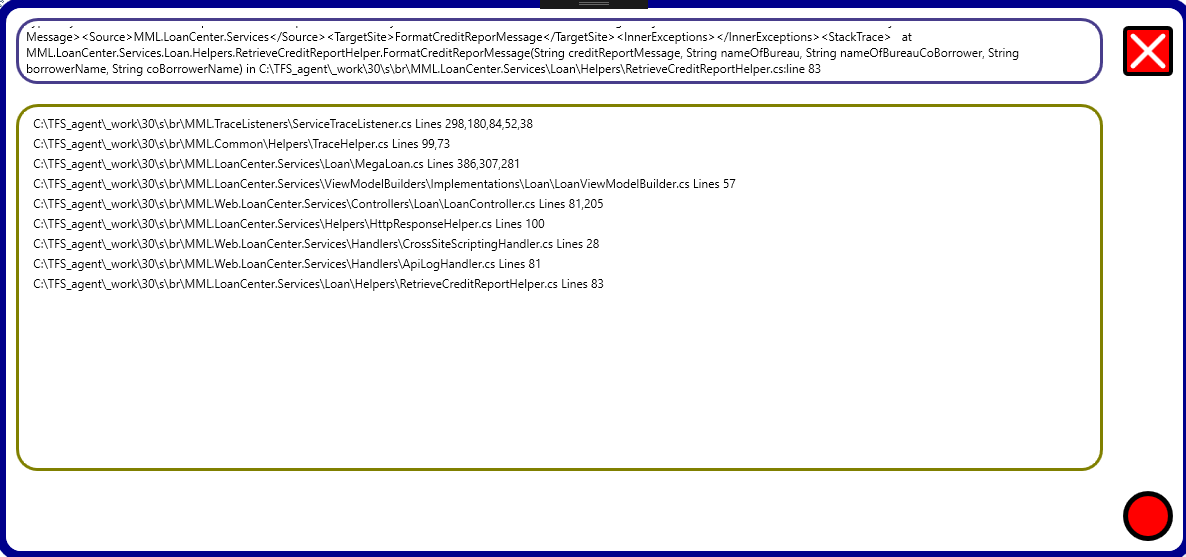 Message><Source>MML.LoanCenter.Services</Source><TargetSite>FormatCreditReporMessage</TargetSite><InnerExceptions></InnerExceptions><StackTrace>   at
MML.LoanCenter.Services.Loan.Helpers.RetrieveCreditReportHelper.FormatCreditReporMessage(String creditReportMessage, String nameOfBureau, String nameOfBureauCoBorrower, String
borrowerName, String coBorrowerName) in C:\TFS_agent\_work\30\s\br\MML.LoanCenter.Services\Loan\Helpers\RetrieveCreditReportHelper.cs:line 83
C:\TFS_agent\_work\30\s\br\MML.TraceListeners\ServiceTraceListener.cs Lines 298,180,84,52,38
C:\TFS_agent\_work\30\s\br\MML.Common\Helpers\TraceHelper.cs Lines 99,73
C:\TFS_agent\_work\30\s\br\MML.LoanCenter.Services\Loan\MegaLoan.cs Lines 386,307,281
C:\TFS_agent\_work\30\s\br\MML.LoanCenter.Services\ViewModelBuilders\Implementations\Loan\LoanViewModelBuilder.cs Lines 57
C:\TFS_agent\_work\30\s\br\MML.Web.LoanCenter.Services\Controllers\Loan\LoanController.cs Lines 81,205
C:\TFS_agent\_work\30\s\br\MML.LoanCenter.Services\Helpers\HttpResponseHelper.cs Lines 100
C:\TFS_agent\_work\30\s\br\MML.Web.LoanCenter.Services\Handlers\CrossSiteScriptingHandler.cs Lines 28
C:\TFS_agent\_work\30\s\br\MML.Web.LoanCenter.Services\Handlers\ApiLogHandler.cs Lines 81
C:\TFS_agent\_work\30\s\br\MML.LoanCenter.Services\Loan\Helpers\RetrieveCreditReportHelper.cs Lines 83